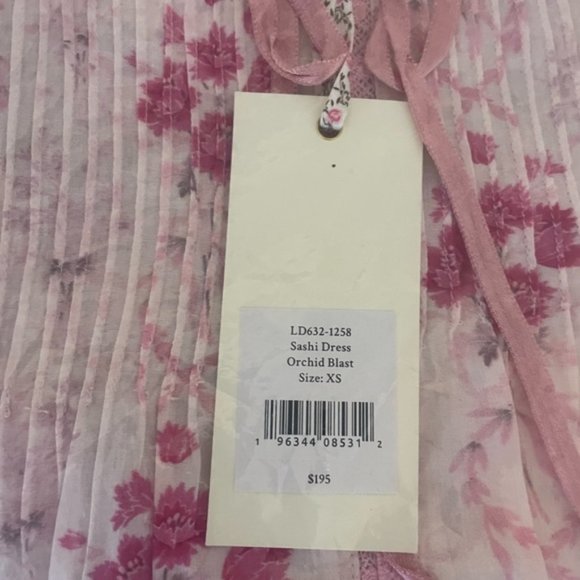 LD632-1258
Sashi Dress
Orchid Blast
Size: XS
1 96344 08531 2
$195